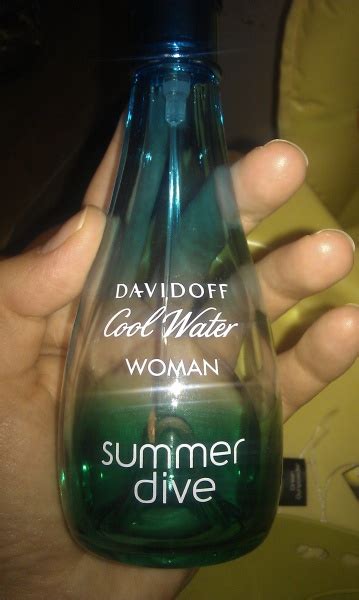 DAVIDOFF
Cool Water
WOMAN
summer
dive